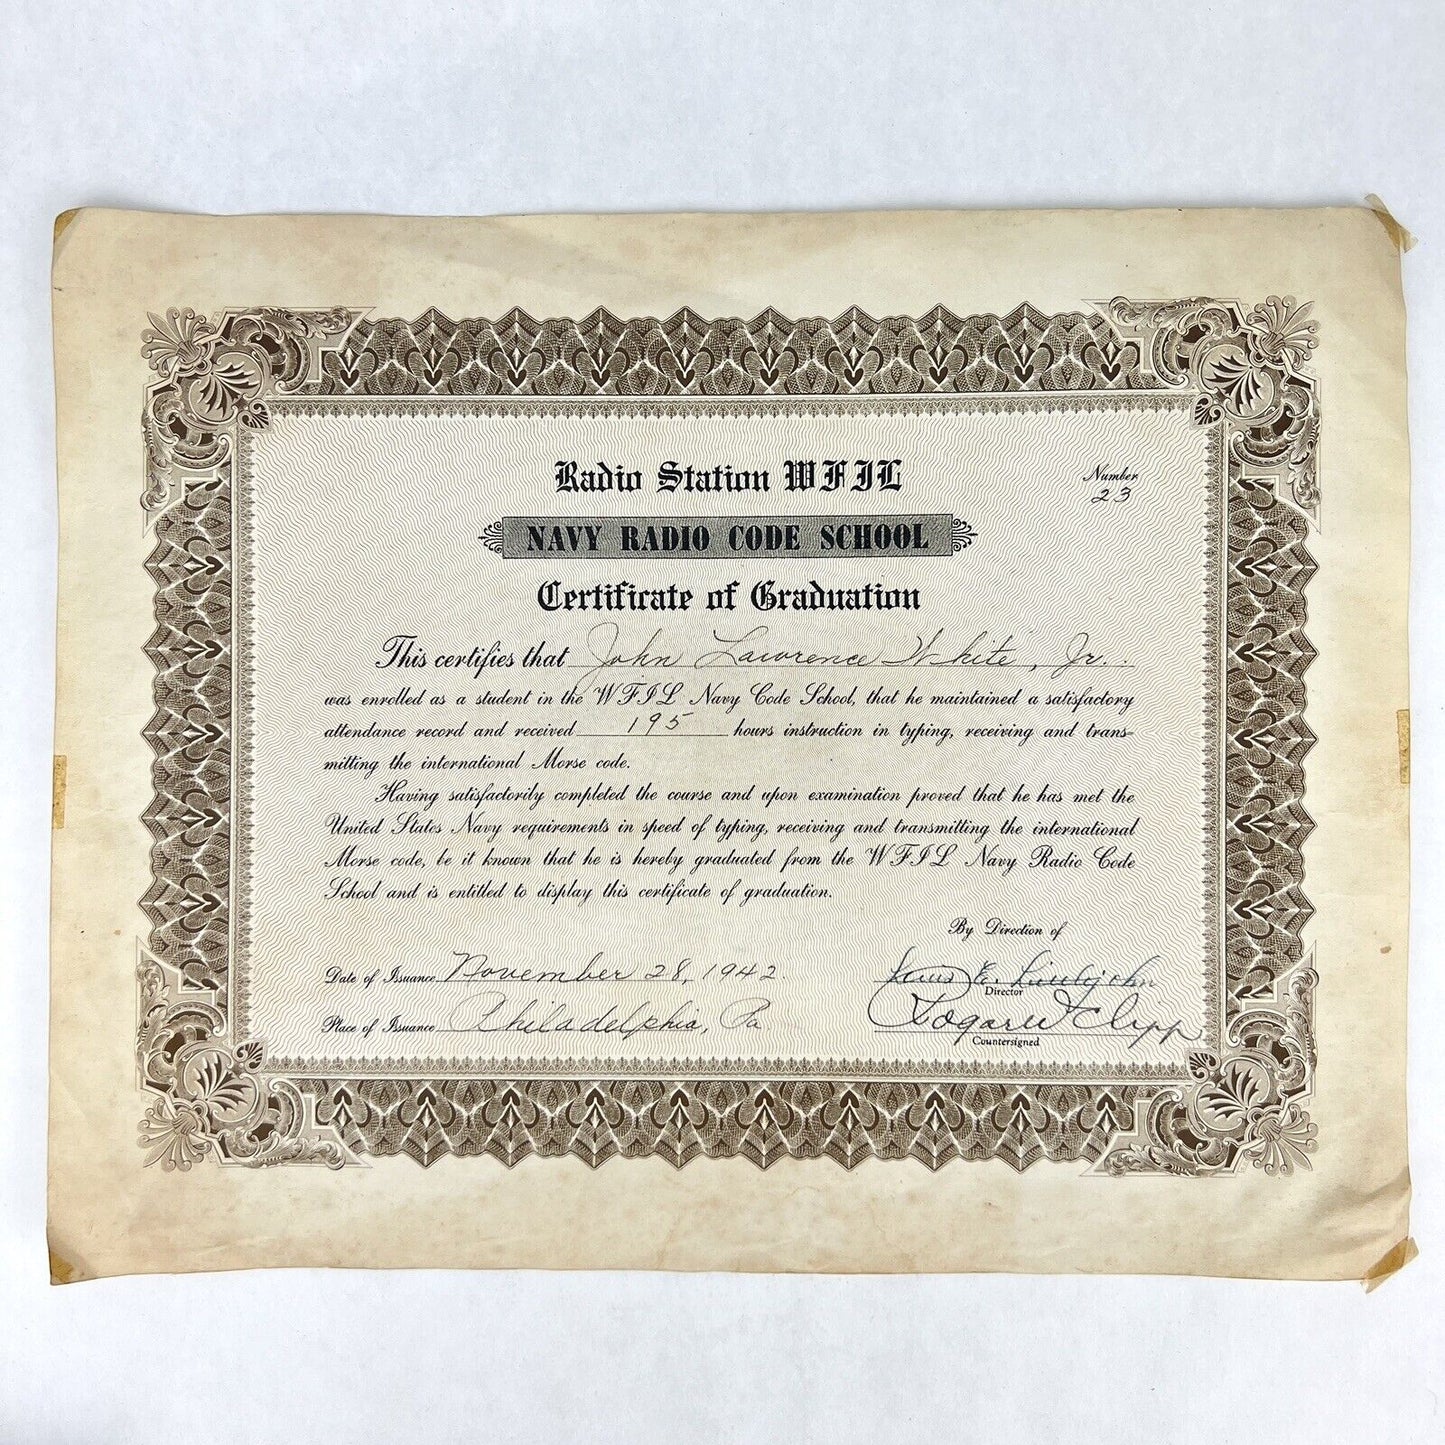 Radio Station WFIL
Number
23
NAVY RADIO CODE SCHOOL
Certificate of Graduation
This certifies that John Lawrence White, Jr.
was enrolled as a student in the WFIL Navy Code School, that he maintained a satisfactory
attendance record and received 195 hours instruction in typing, receiving and trans-
mitting the international Morse code.
Having satisfactorily completed the course and upon examination proved that he has met the
United States Navy requirements in speed of typing, receiving and transmitting the international
Morse code, be it known that he is hereby graduated from the WFIL Navy Radio Code
School and is entitled to display this certificate of graduation.
By Direction of
Date of Issuance November 28, 1942
E. Littlejohn
Director
Place of Issuance Philadelphia, Pa
Roger W Clipp
Countersigned